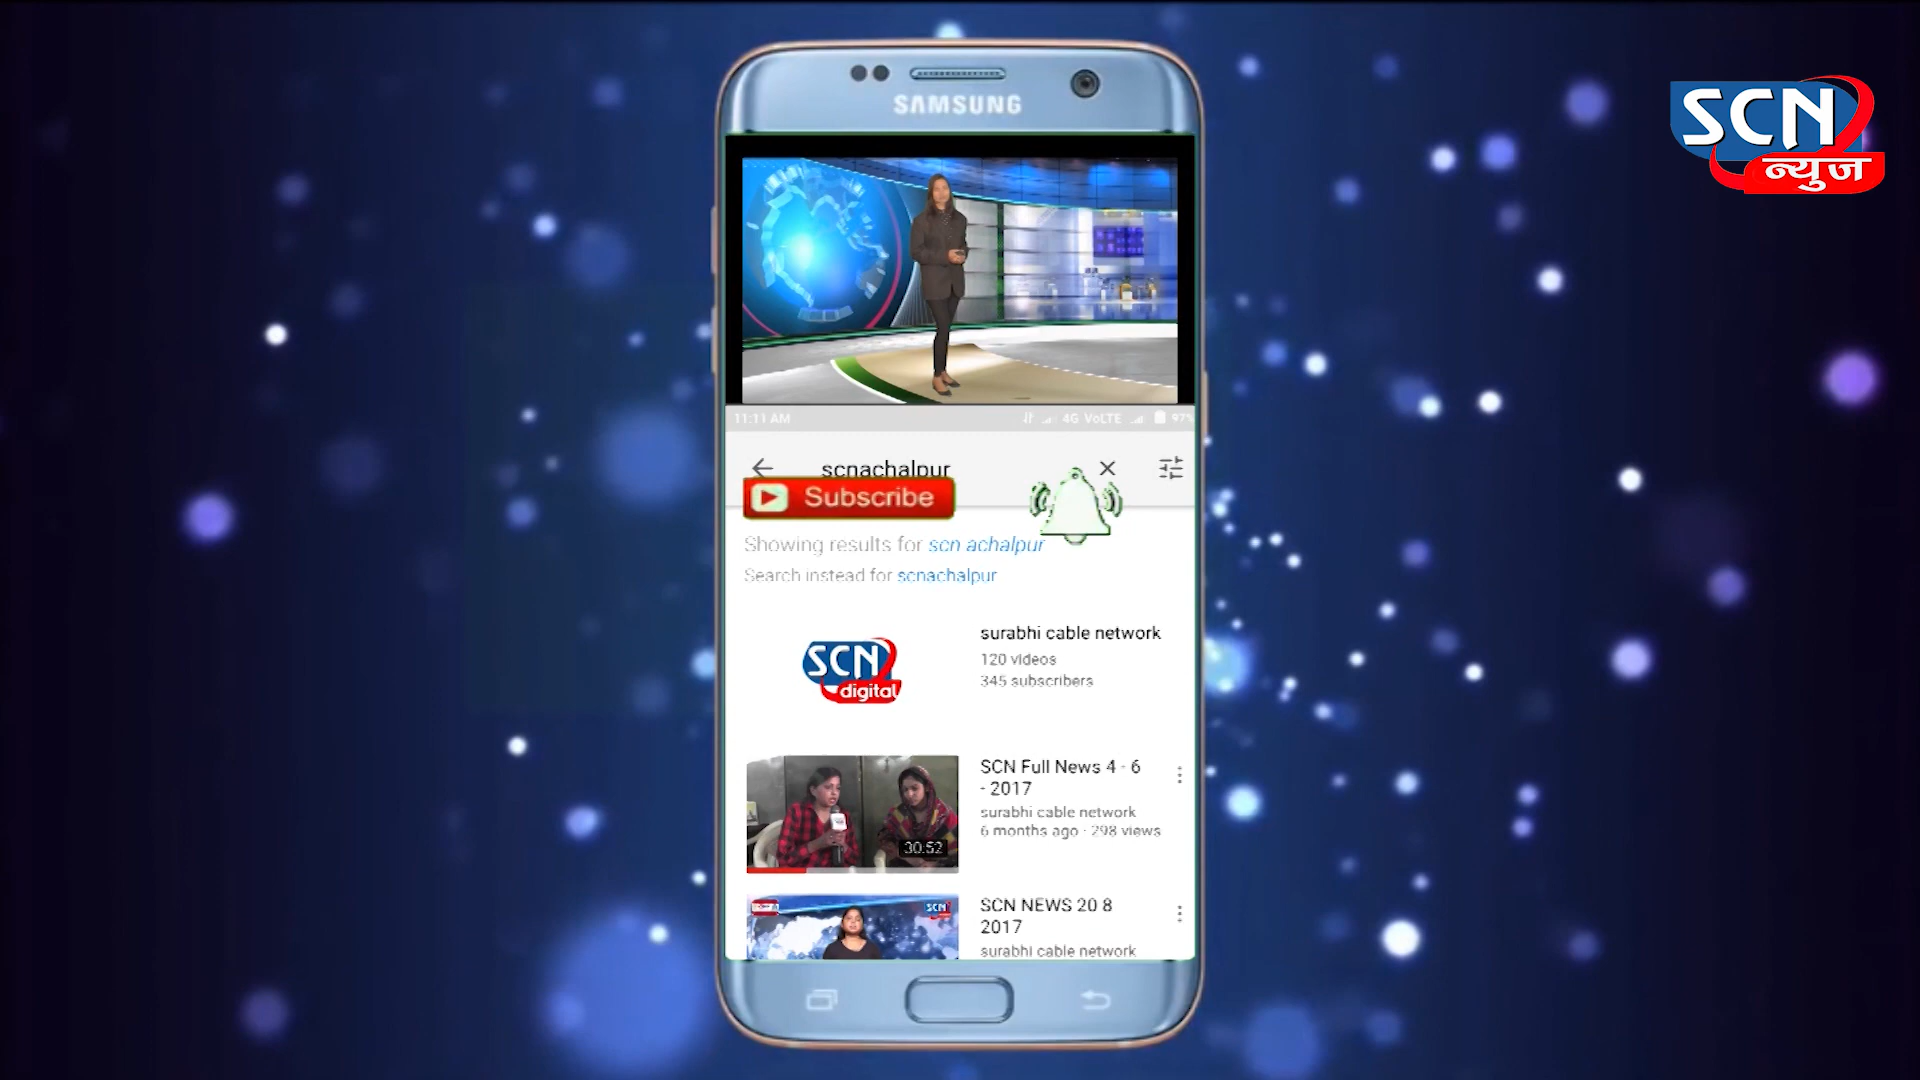 SAMSUNG
SCN
न्युज
11:11 AM
4G VoLTE
97%
scnachalpur
Subscribe
Showing results for scn achalpur
Search instead for scnachalpur
SCN
digital
surabhi cable network
120 videos
345 subscribers
30:52
SCN Full News 4 - 6
- 2017
surabhi cable network
6 months ago · 298 views
SCN
SCN NEWS 20 8
2017
surabhi cable network